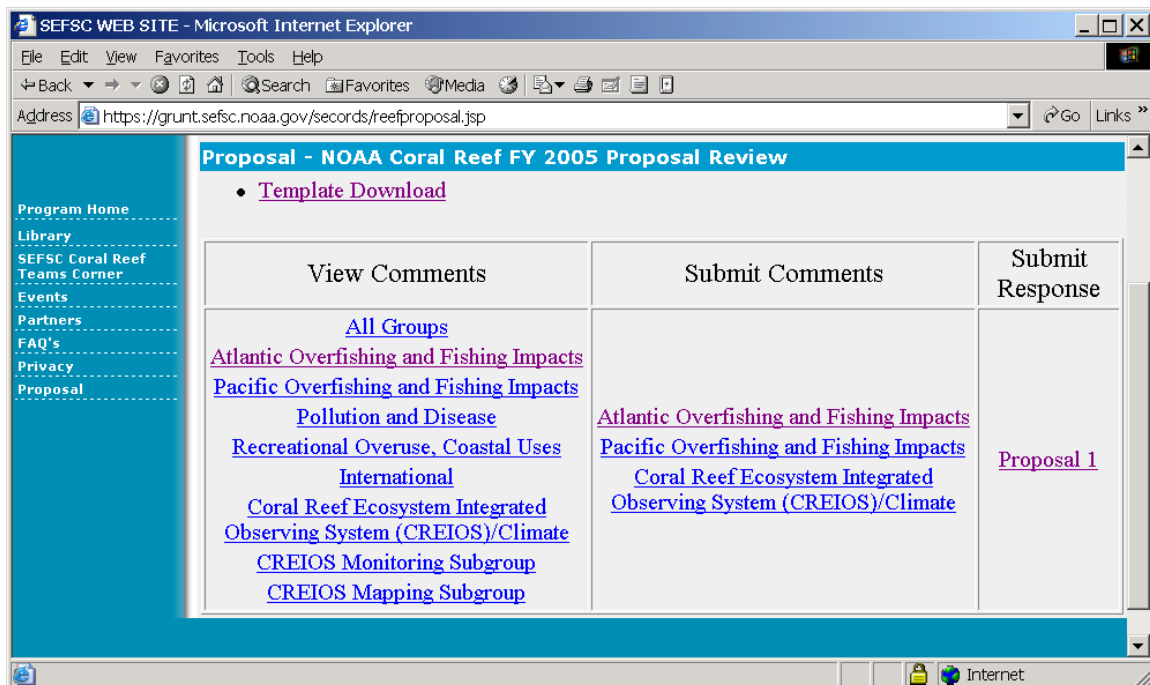 SEFSC WEB SITE - Microsoft Internet Explorer
File Edit View Favorites Tools Help
Back Search Favorites Media
Address https://grunt.sefsc.noaa.gov/secords/reefproposal.jsp Go Links »
Proposal - NOAA Coral Reef FY 2005 Proposal Review
• Template Download
Program Home
Library
SEFSC Coral Reef
Teams Corner
Events
Partners
FAQ's
Privacy
Proposal
View Comments
Submit Comments
Submit
Response
All Groups
Atlantic Overfishing and Fishing Impacts
Pacific Overfishing and Fishing Impacts
Pollution and Disease
Recreational Overuse, Coastal Uses
International
Coral Reef Ecosystem Integrated
Observing System (CREIOS)/Climate
CREIOS Monitoring Subgroup
CREIOS Mapping Subgroup
Atlantic Overfishing and Fishing Impacts
Pacific Overfishing and Fishing Impacts
Coral Reef Ecosystem Integrated
Observing System (CREIOS)/Climate
Proposal 1
Internet